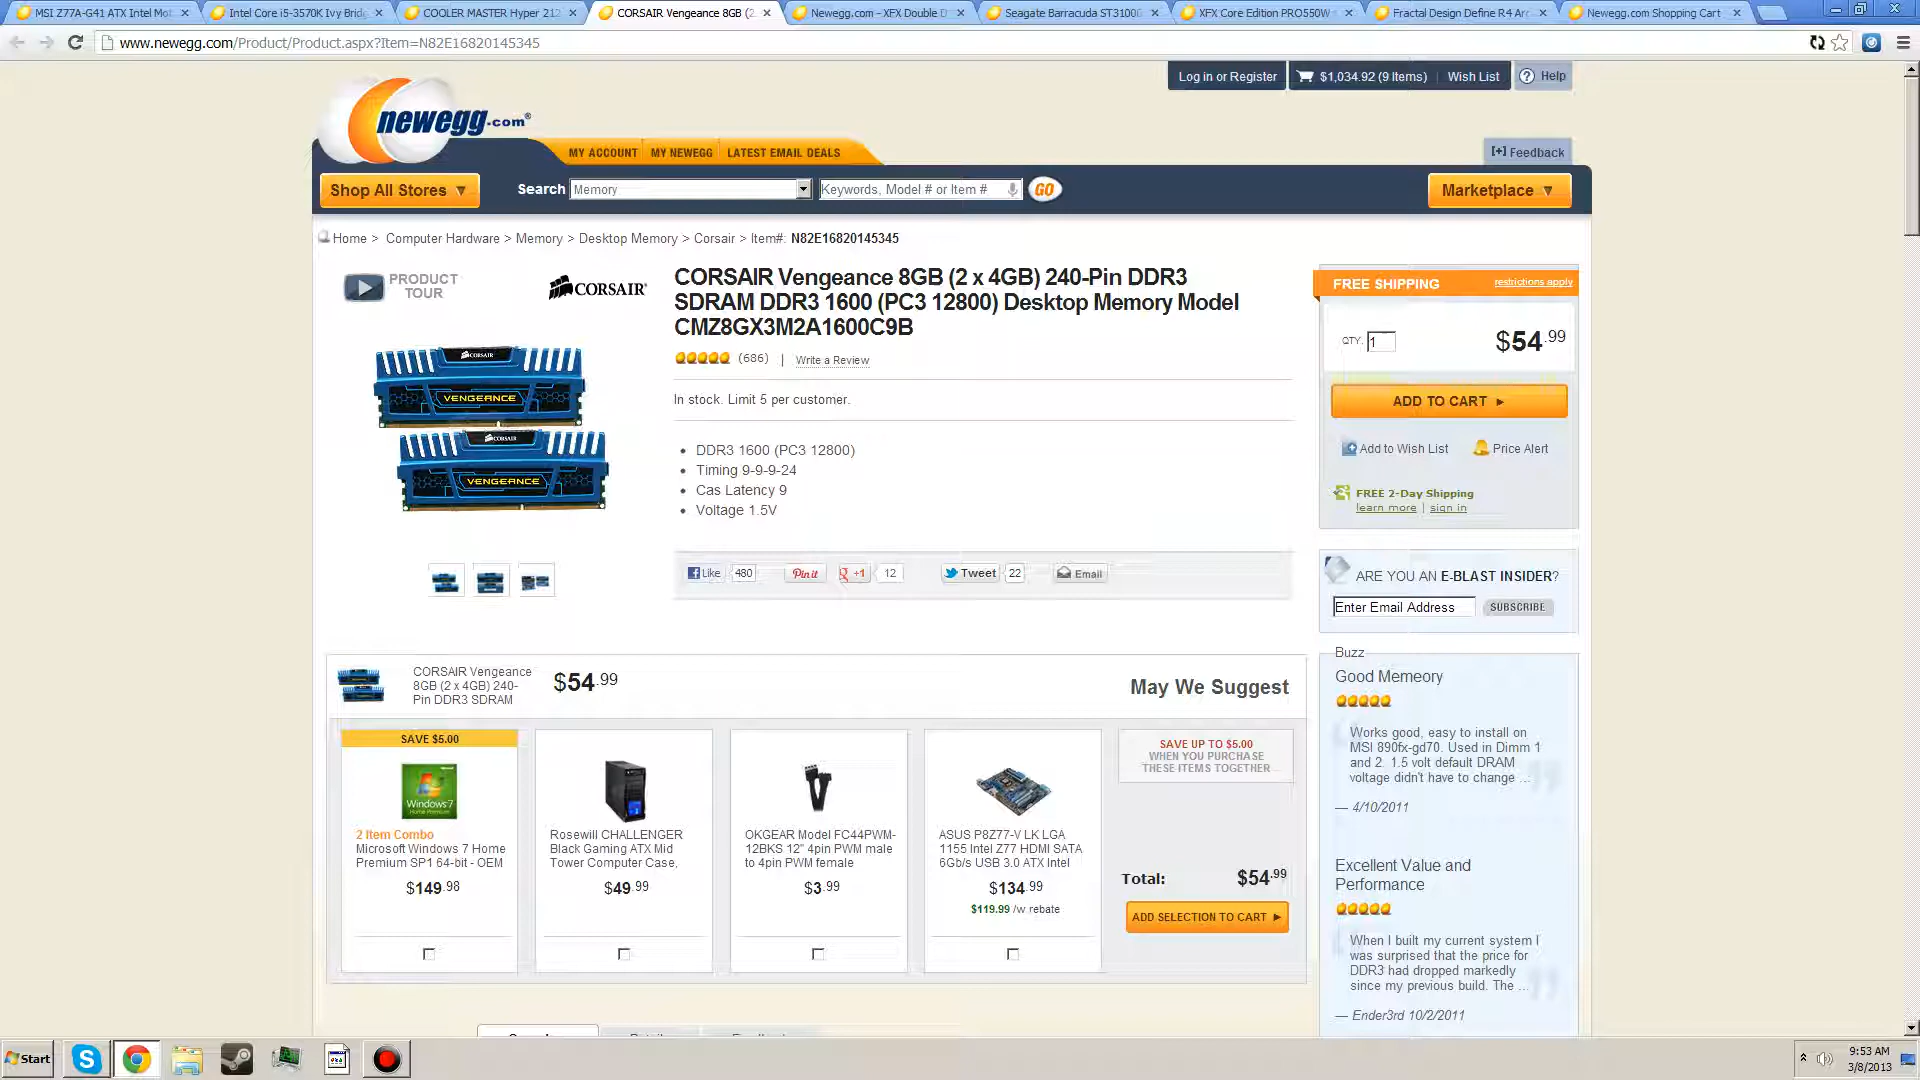 MSI Z77A-G41 ATX Intel Mot
Intel Core i5-3570K Ivy Bridg
COOLER MASTER Hyper 212
CORSAIR Vengeance 8GB (2
Newegg.com - XFX Double D
Seagate Barracuda ST3100
XFX Core Edition PRO550W
Fractal Design Define R4 Ar
Newegg.com Shopping Cart
www.newegg.com/Product/Product.aspx?Item=N82E16820145345
Log in or Register
$1,034.92 (9 Items)
Wish List
Help
newegg.com®
MY ACCOUNT
MY NEWEGG
LATEST EMAIL DEALS
[+] Feedback
Shop All Stores
Search
Memory
Keywords, Model # or Item #
GO
Marketplace
Home > Computer Hardware > Memory > Desktop Memory > Corsair > Item#: N82E16820145345
PRODUCT
TOUR
CORSAIR
CORSAIR Vengeance 8GB (2 x 4GB) 240-Pin DDR3
SDRAM DDR3 1600 (PC3 12800) Desktop Memory Model
CMZ8GX3M2A1600C9B
(686) | Write a Review
In stock. Limit 5 per customer.
DDR3 1600 (PC3 12800)
Timing 9-9-9-24
Cas Latency 9
Voltage 1.5V
CORSAIR
VENGEANCE
CORSAIR
VENGEANCE
Like 480
Pin it
+1 12
Tweet 22
Email
FREE SHIPPING
restrictions apply
QTY. 1
$54.99
ADD TO CART
Add to Wish List
Price Alert
FREE 2-Day Shipping
learn more | sign in
ARE YOU AN E-BLAST INSIDER?
Enter Email Address
SUBSCRIBE
CORSAIR Vengeance
8GB (2 x 4GB) 240-
Pin DDR3 SDRAM
$54.99
May We Suggest
SAVE $5.00
Windows 7
2 Item Combo
Microsoft Windows 7 Home
Premium SP1 64-bit - OEM
$149.98
Rosewill CHALLENGER
Black Gaming ATX Mid
Tower Computer Case,
$49.99
OKGEAR Model FC44PWM-
12BKS 12" 4pin PWM male
to 4pin PWM female
$3.99
ASUS P8Z77-V LK LGA
1155 Intel Z77 HDMI SATA
6Gb/s USB 3.0 ATX Intel
$134.99
$119.99 /w rebate
SAVE UP TO $5.00
WHEN YOU PURCHASE
THESE ITEMS TOGETHER
Total: $54.99
ADD SELECTION TO CART
Buzz
Good Memeory
Works good, easy to install on
MSI 890fx-gd70. Used in Dimm 1
and 2. 1.5 volt default DRAM
voltage didn't have to change ...
— 4/10/2011
Excellent Value and
Performance
When I built my current system I
was surprised that the price for
DDR3 had dropped markedly
since my previous build. The ...
— Ender3rd 10/2/2011
Start
9:53 AM
3/8/2013